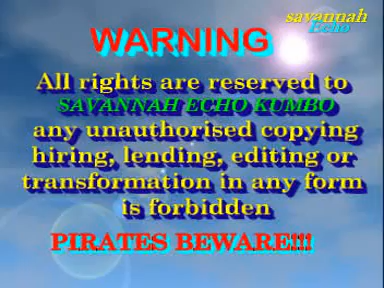 savannah
Echo
WARNING
All rights are reserved to
SAVANNAH ECHO KUMBO
any unauthorised copying
hiring, lending, editing or
transformation in any form
is forbidden
PIRATES BEWARE!!!